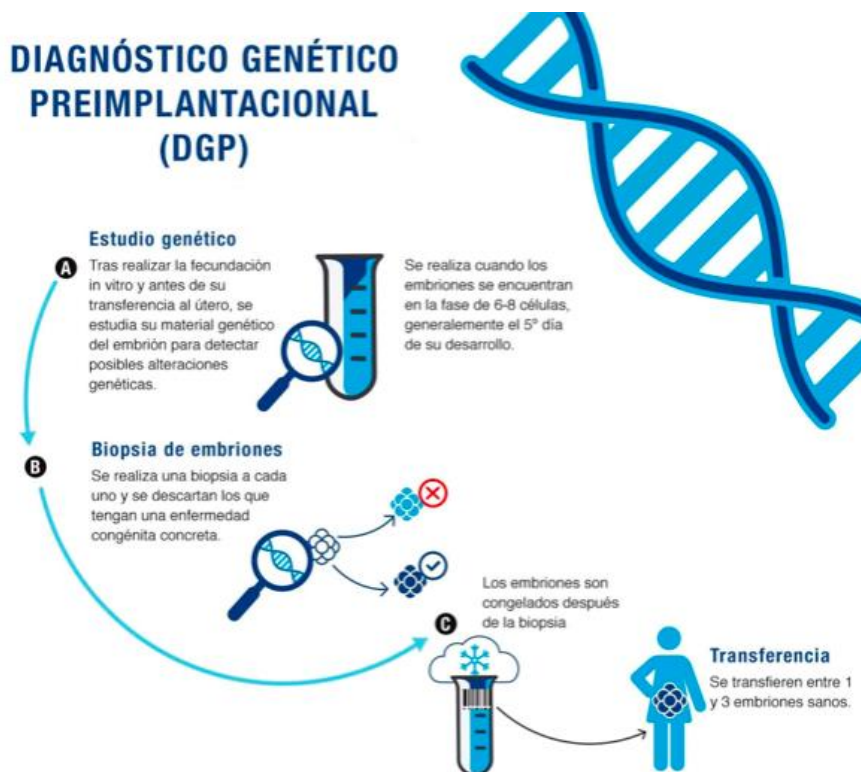 DIAGNÓSTICO GENÉTICO
PREIMPLANTACIONAL
(DGP)
A
Estudio genético
Tras realizar la fecundación
in vitro y antes de su
transferencia al útero, se
estudia su material genético
del embrión para detectar
posibles alteraciones
genéticas.
Se realiza cuando los
embriones se encuentran
en la fase de 6-8 células,
generalemente el 5º día
de su desarrollo.
B
Biopsia de embriones
Se realiza una biopsia a cada
uno y se descartan los que
tengan una enfermedad
congénita concreta.
C
Los embriones son
congelados después
de la biopsia
Transferencia
Se transfieren entre 1
y 3 embriones sanos.